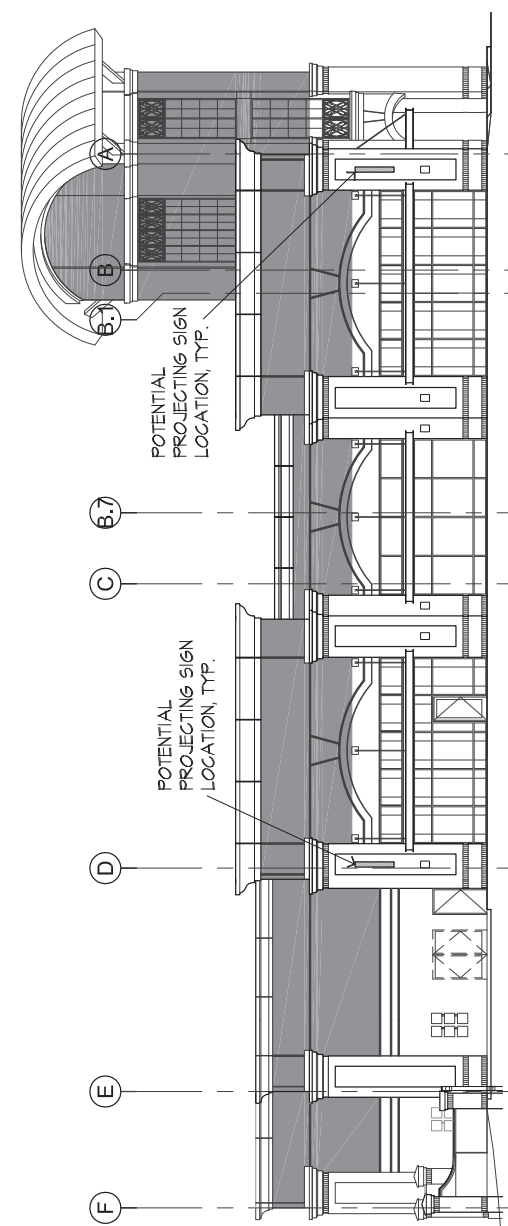 A
B
B.1
POTENTIAL
PROJECTING SIGN
LOCATION, TYP.
B.7
C
POTENTIAL
PROJECTING SIGN
LOCATION, TYP.
D
E
F